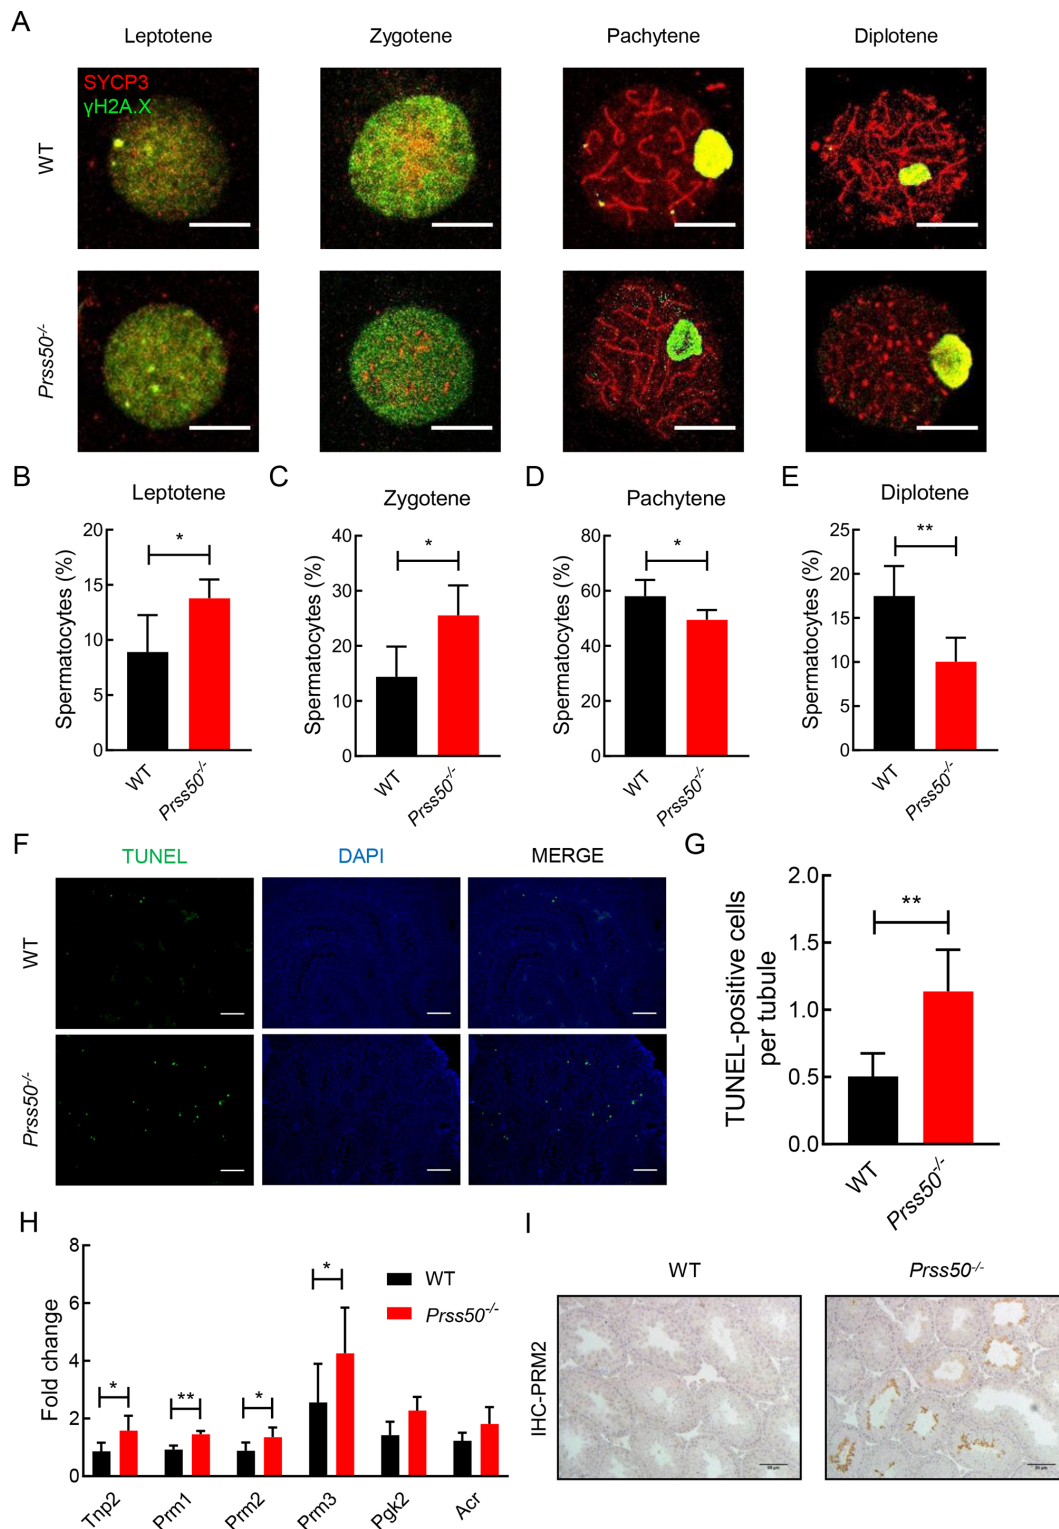 A
Leptotene
Zygotene
Pachytene
Diplotene
SYCP3
γH2A.X
WT
Prss50-/-
B
Leptotene
Spermatocytes (%)
20
15
10
5
0
*
WT
Prss50-/-
C
Zygotene
Spermatocytes (%)
40
30
20
10
0
*
WT
Prss50-/-
D
Pachytene
Spermatocytes (%)
80
60
40
20
0
*
WT
Prss50-/-
E
Diplotene
Spermatocytes (%)
25
20
15
10
5
0
**
WT
Prss50-/-
F
TUNEL
DAPI
MERGE
WT
Prss50-/-
G
TUNEL-positive cells
per tubule
2.0
1.5
1.0
0.5
0.0
**
WT
Prss50-/-
H
Fold change
8
6
4
2
0
*
**
*
*
WT
Prss50-/-
Tnp2
Prm1
Prm2
Prm3
Pgk2
Acr
I
WT
Prss50-/-
IHC-PRM2